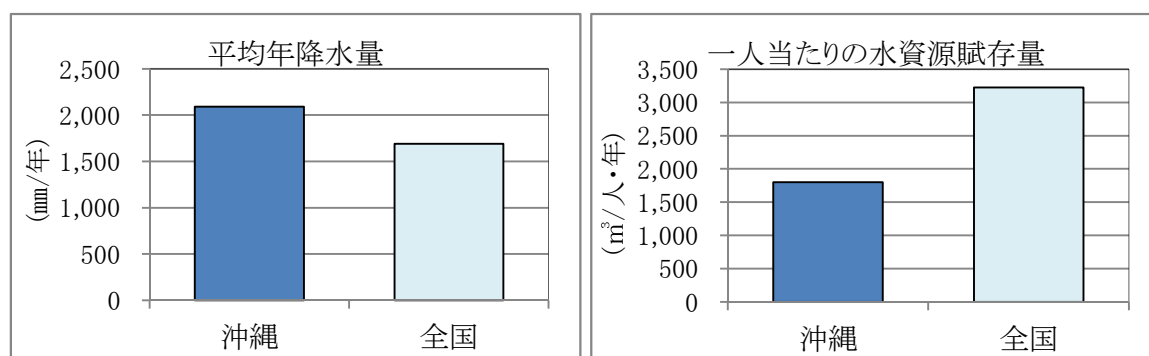 平均年降水量
2,500
2,000
1,500
1,000
500
0
(㎜/年)
沖縄
全国
一人当たりの水資源賦存量
3,500
3,000
2,500
2,000
1,500
1,000
500
0
(㎥/人・年)
沖縄
全国